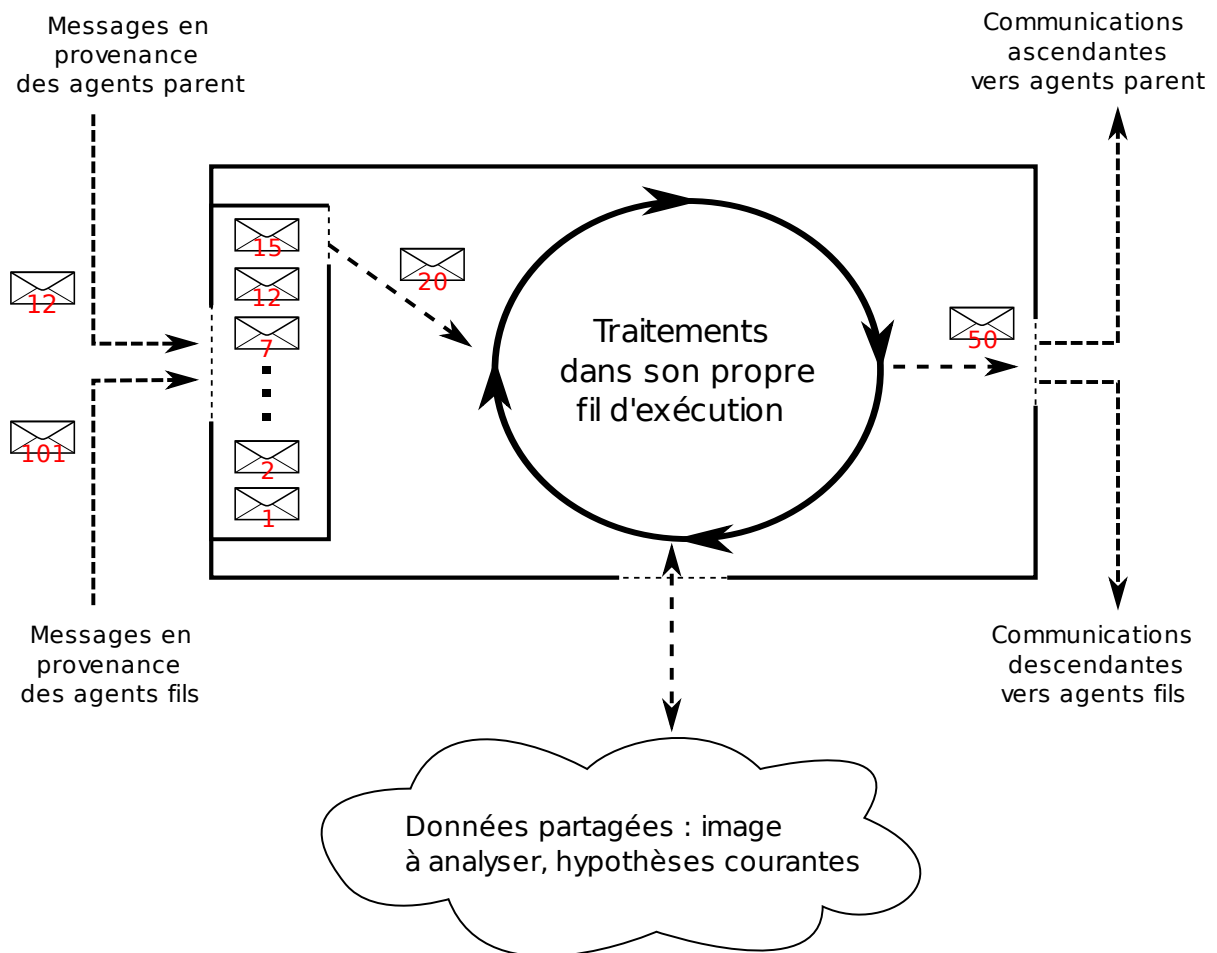 Messages en
provenance
des agents parent
Communications
ascendantes
vers agents parent
15
20
12
12
7
50
Traitements
dans son propre
fil d'exécution
101
2
1
Messages en
provenance
des agents fils
Communications
descendantes
vers agents fils
Données partagées : image
à analyser, hypothèses courantes